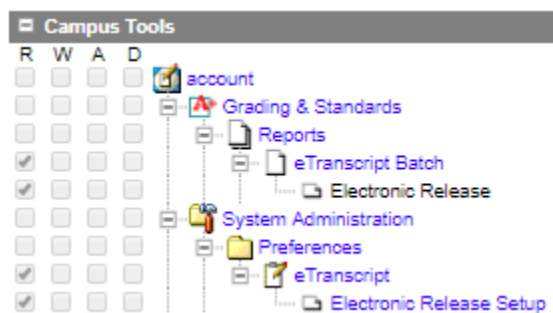 Campus Tools
R W A D
account
Grading & Standards
Reports
eTranscript Batch
Electronic Release
System Administration
Preferences
eTranscript
Electronic Release Setup